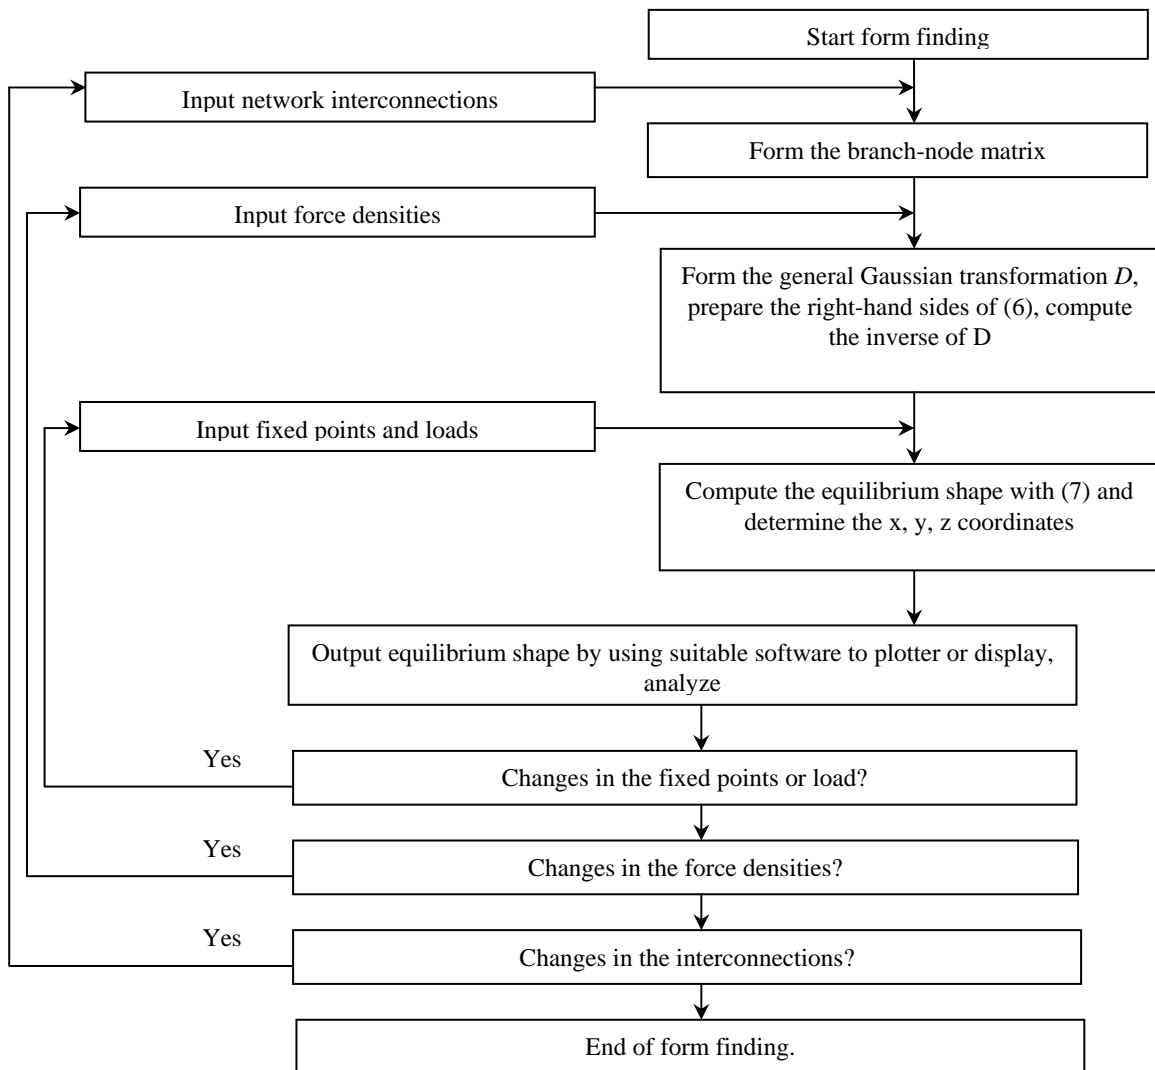 Start form finding
Input network interconnections
Form the branch-node matrix
Input force densities
Form the general Gaussian transformation D,
prepare the right-hand sides of (6), compute
the inverse of D
Input fixed points and loads
Compute the equilibrium shape with (7) and
determine the x, y, z coordinates
Output equilibrium shape by using suitable software to plotter or display,
analyze
Yes
Changes in the fixed points or load?
Yes
Changes in the force densities?
Yes
Changes in the interconnections?
End of form finding.